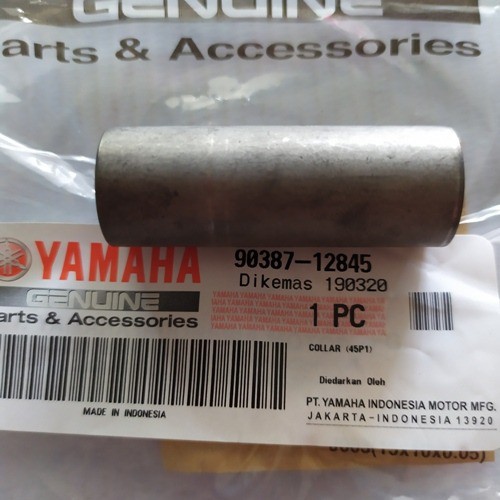 GENUINE
arts & Accessories
YAMAHA
GENUINE
arts & Accessories
90387-12845
Dikemas 190320
1 PC
COLLAR (45P1)
Diedarkan Oleh
PT. YAMAHA INDONESIA MOTOR MFG.
JAKARTA-INDONESIA 13920
MADE IN INDONESIA